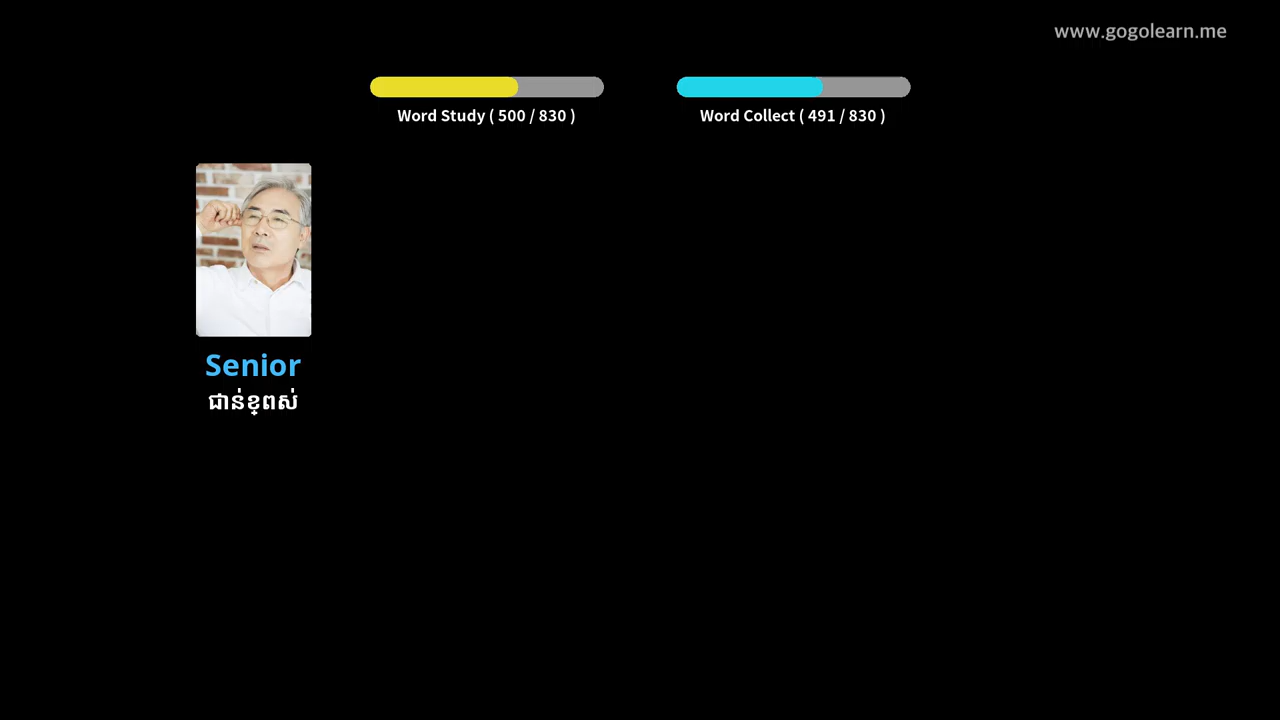 www.gogolearn.me
Word Study ( 500 / 830 )
Word Collect ( 491 / 830 )
Senior
ជាន់ខ្ពស់